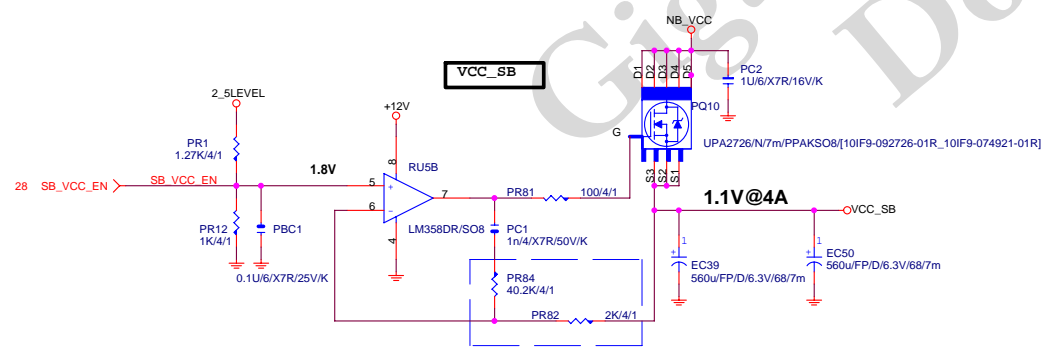 Gig
NB_VCC
VCC_SB
D1
D2
D3
D4
D5
PC2
1U/6/X7R/16V/K
2_5LEVEL
+12V
PQ10
PR1
1.27K/4/1
G
UPA2726/N/7m/PPAKSO8/[10IF9-092726-01R_10IF9-074921-01R]
8
RU5B
1.8V
28 SB_VCC_EN
SB_VCC_EN
5
+
7
PR81
100/4/1
S3
S2
S1
1.1V@4A
6
-
VCC_SB
PR12
1K/4/1
PBC1
4
LM358DR/SO8
PC1
1n/4/X7R/50V/K
1
EC39
560u/FP/D/6.3V/68/7m
1
EC50
560u/FP/D/6.3V/68/7m
0.1U/6/X7R/25V/K
PR84
40.2K/4/1
PR82
2K/4/1